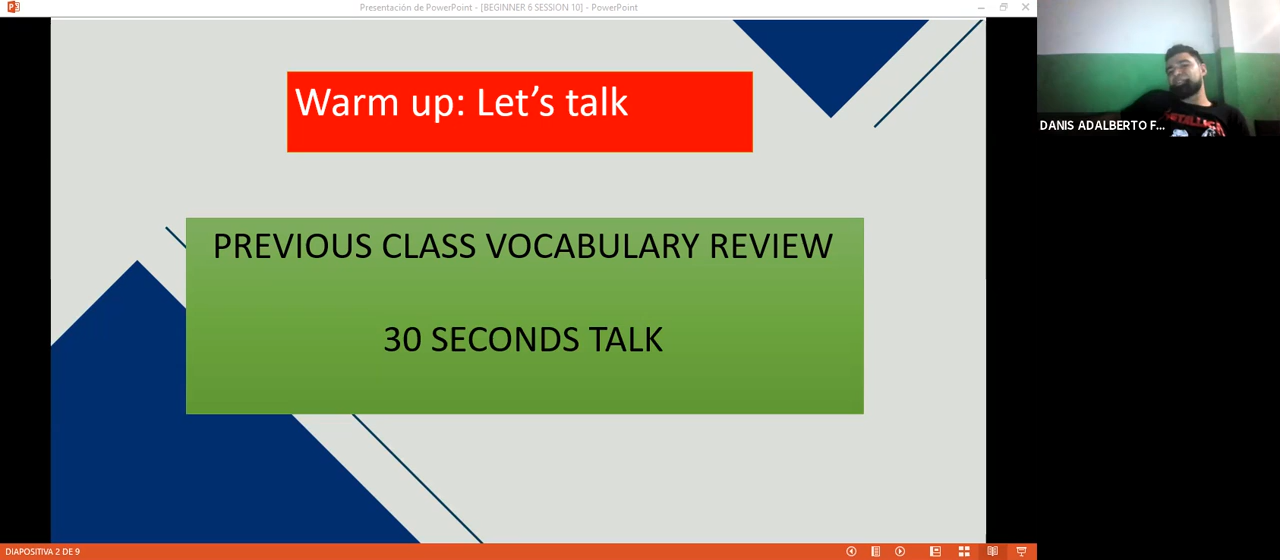 Presentación de PowerPoint - [BEGINNER 6 SESSION 10] - PowerPoint
Warm up: Let’s talk
PREVIOUS CLASS VOCABULARY REVIEW
30 SECONDS TALK
METALLICA
DANIS ADALBERTO F...
DIAPOSITIVA 2 DE 9